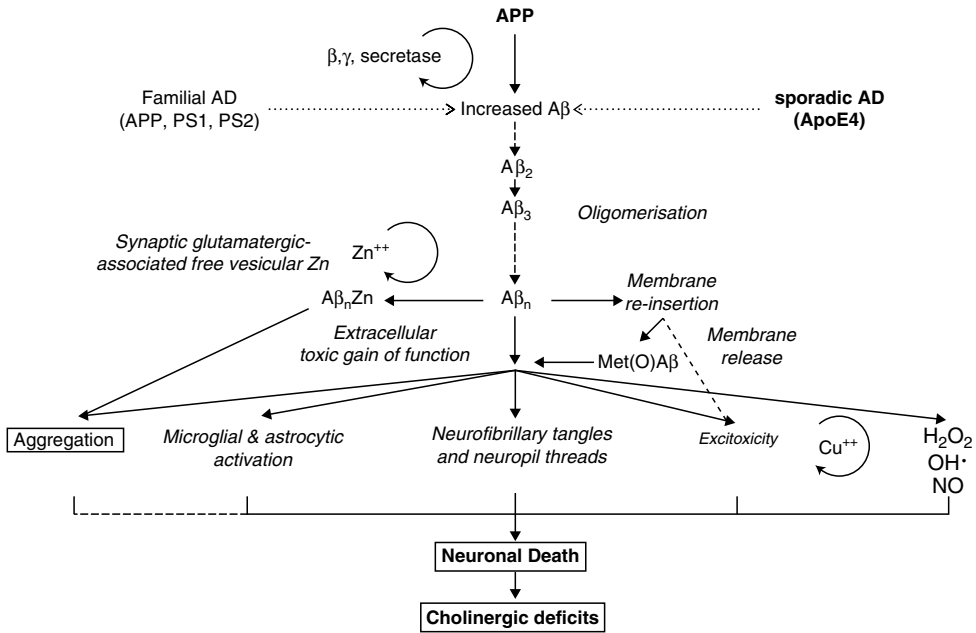 APP
β,γ, secretase
Familial AD
(APP, PS1, PS2)
Increased Aβ
sporadic AD
(ApoE4)
Aβ₂
Aβ₃
Oligomerisation
Synaptic glutamatergic-
associated free vesicular Zn
Zn⁺⁺
Membrane
re-insertion
AβₙZn
Aβₙ
Extracellular
toxic gain of function
Membrane
release
Met(O)Aβ
Aggregation
Microglial & astrocytic
activation
Neurofibrillary tangles
and neuropil threads
Excitoxicity
Cu⁺⁺
H₂O₂
OH·
NO
Neuronal Death
Cholinergic deficits